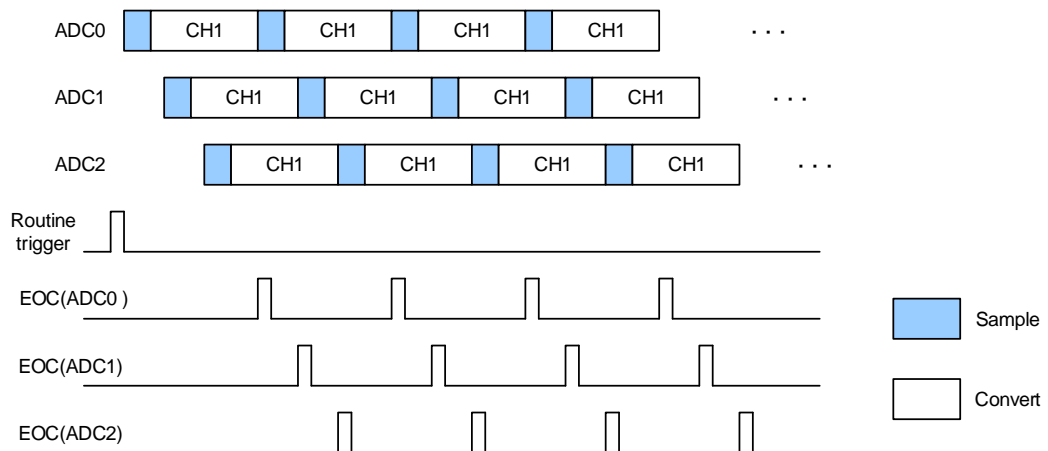 ADC0 CH1 CH1 CH1 CH1 . . .
ADC1 CH1 CH1 CH1 CH1 . . .
ADC2 CH1 CH1 CH1 CH1 . . .
Routine
trigger
EOC(ADC0 )
Sample
EOC(ADC1)
Convert
EOC(ADC2)